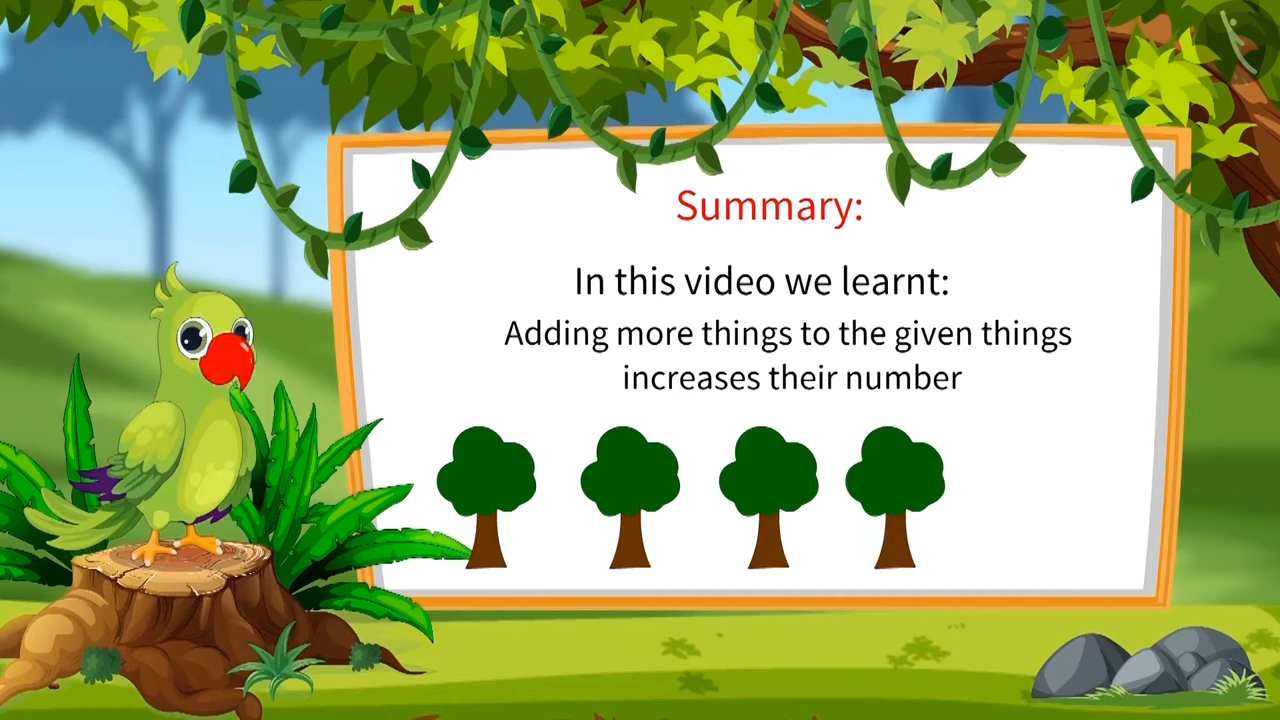 Summary:
In this video we learnt:
Adding more things to the given things
increases their number